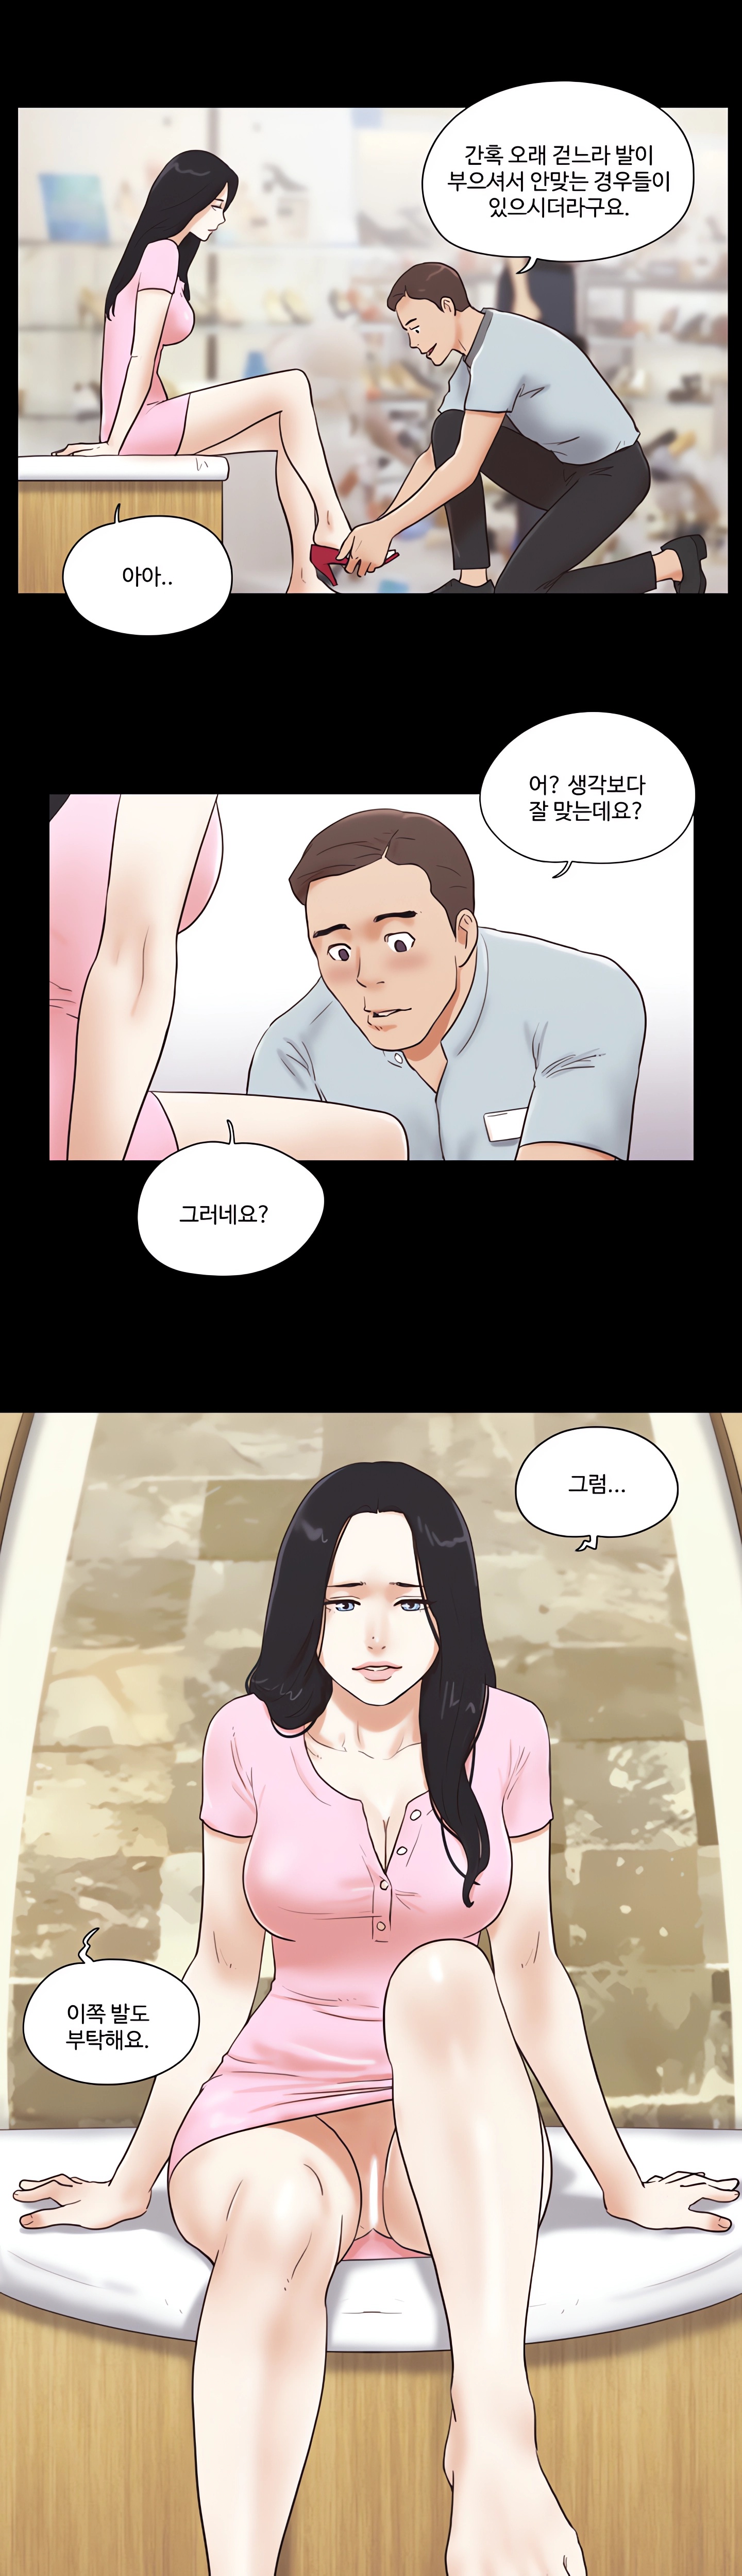 간혹 오래 걷느라 발이
부으셔서 안맞는 경우들이
있으시더라구요.
아아..
어? 생각보다
잘 맞는데요?
그러네요?
그럼...
이쪽 발도
부탁해요.